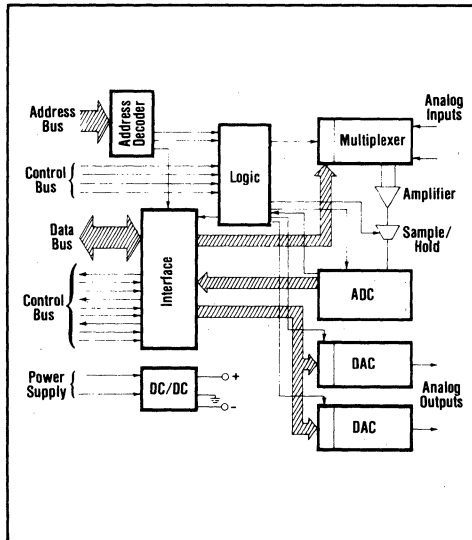 Address
Bus
Address
Decoder
Control
Bus
Logic
Multiplexer
Analog
Inputs
Amplifier
Sample/
Hold
Data
Bus
Interface
Control
Bus
ADC
Power
Supply
DC/DC
+
-
DAC
Analog
Outputs
DAC